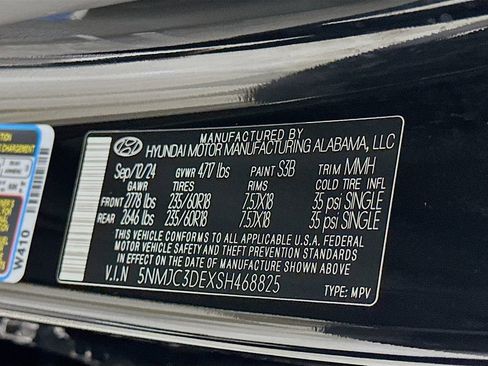 MANUFACTURED BY
HYUNDAI MOTOR MANUFACTURING ALABAMA, LLC
Sep/12/24 GVWR 4717 lbs PAINT S3B TRIM MMH
GAWR TIRES RIMS COLD TIRE INFL
FRONT 2778 lbs 235/60R18 7.5JX18 35 psi SINGLE
REAR 2646 lbs 235/60R18 7.5JX18 35 psi SINGLE
THIS VEHICLE CONFORMS TO ALL APPLICABLE U.S.A. FEDERAL
MOTOR VEHICLE SAFETY AND THEFT PREVENTION STANDARDS
IN EFFECT ON THE DATE OF MANUFACTURE SHOWN ABOVE.
V.I.N 5NMJC3DEXSH468825
TYPE: MPV
W410